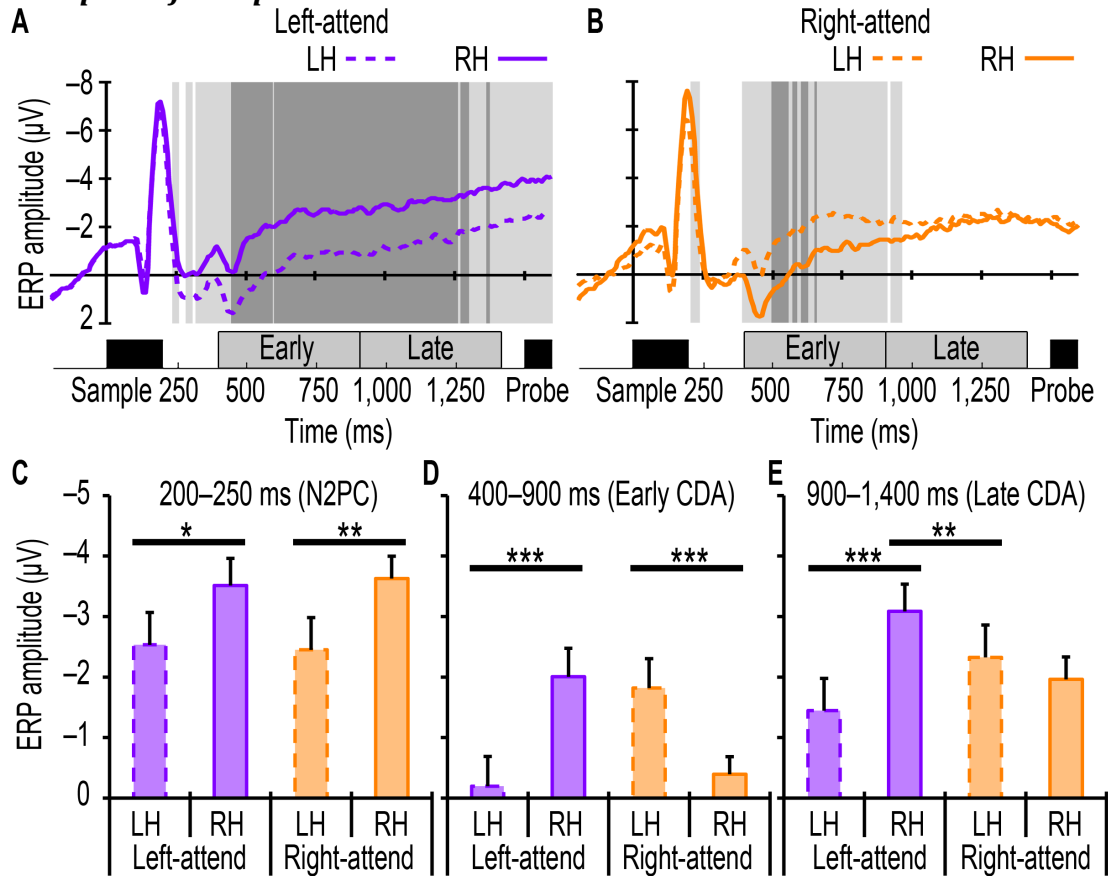 A Left-attend
LH RH
B Right-attend
LH RH
ERP amplitude (µV)
–8
–6
–4
–2
2
Early Late
Sample 250 500 750 1,000 1,250 Probe
Time (ms)
Early Late
Sample 250 500 750 1,000 1,250 Probe
Time (ms)
C 200–250 ms (N2PC)
D 400–900 ms (Early CDA)
E 900–1,400 ms (Late CDA)
ERP amplitude (µV)
–5
–4
–3
–2
–1
0
* **
*** ***
*** **
LH RH LH RH
Left-attend Right-attend
LH RH LH RH
Left-attend Right-attend
LH RH LH RH
Left-attend Right-attend